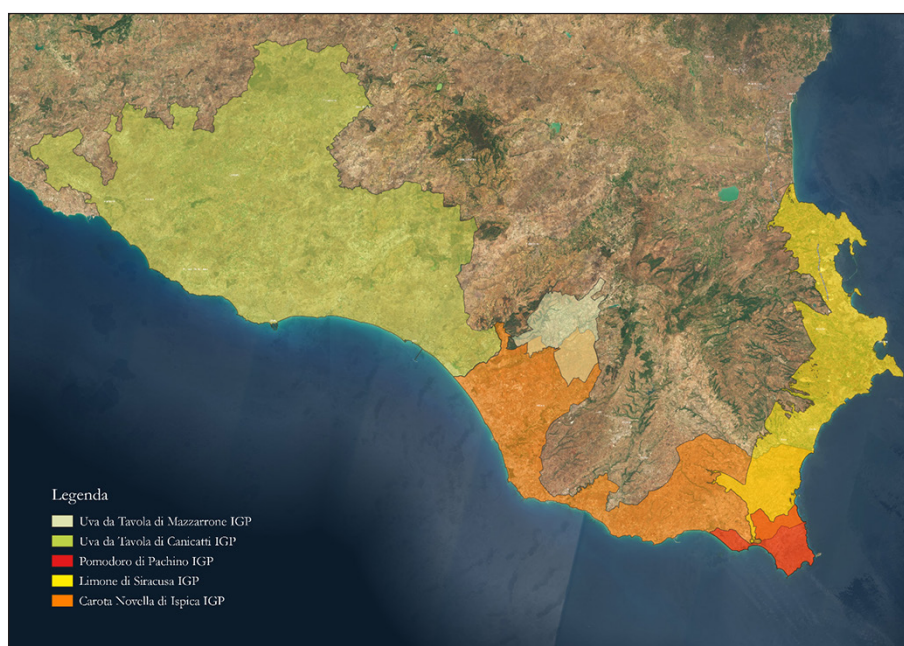 Legenda
Uva da Tavola di Mazzarrone IGP
Uva da Tavola di Canicatti IGP
Pomodoro di Pachino IGP
Limone di Siracusa IGP
Carota Novella di Ispica IGP